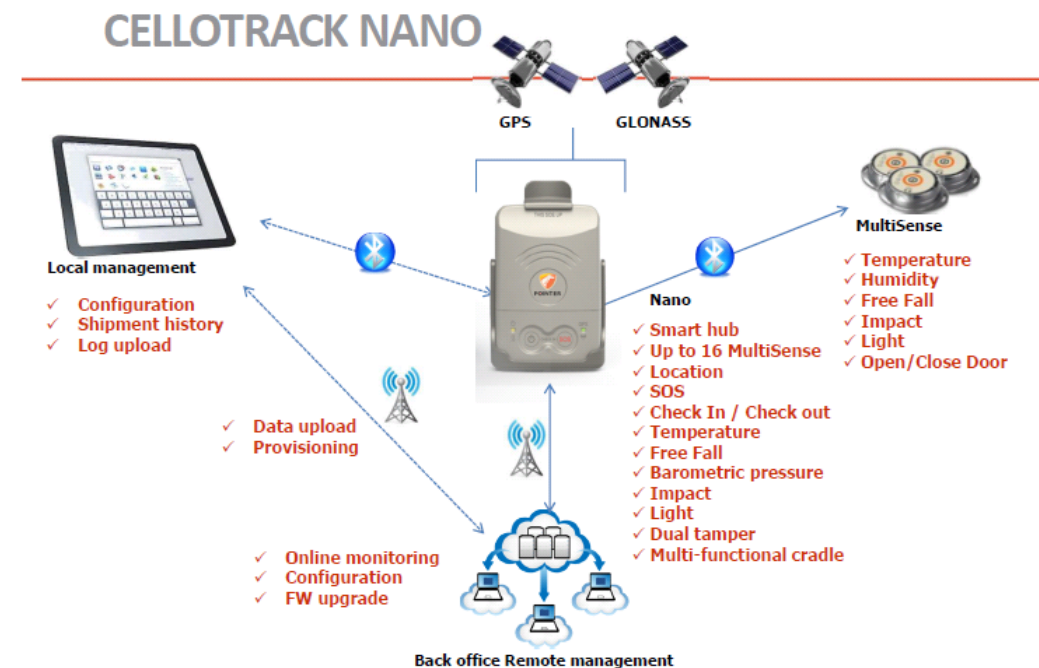 CELLOTRACK NANO
GPS
GLONASS
POINTER
SOS
MultiSense
Local management
Nano
✓ Configuration
✓ Shipment history
✓ Log upload
✓ Temperature
✓ Humidity
✓ Free Fall
✓ Impact
✓ Light
✓ Open/Close Door
✓ Smart hub
✓ Up to 16 MultiSense
✓ Location
✓ SOS
✓ Check In / Check out
✓ Temperature
✓ Free Fall
✓ Barometric pressure
✓ Impact
✓ Light
✓ Dual tamper
✓ Multi-functional cradle
✓ Data upload
✓ Provisioning
✓ Online monitoring
✓ Configuration
✓ FW upgrade
Back office Remote management